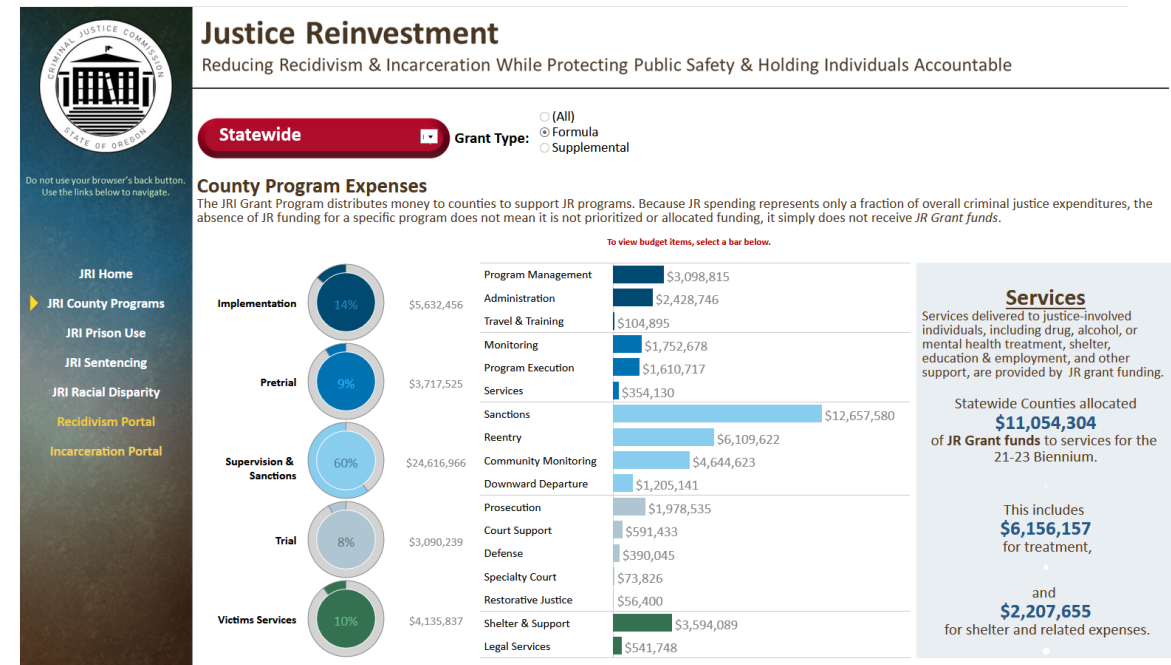 CRIMINAL JUSTICE COMMISSION
STATE OF OREGON
Do not use your browser's back button.
Use the links below to navigate.
JRI Home
JRI County Programs
JRI Prison Use
JRI Sentencing
JRI Racial Disparity
Recidivism Portal
Incarceration Portal
Justice Reinvestment
Reducing Recidivism & Incarceration While Protecting Public Safety & Holding Individuals Accountable
Statewide
Grant Type:
(All)
Formula
Supplemental
County Program Expenses
The JRI Grant Program distributes money to counties to support JR programs. Because JR spending represents only a fraction of overall criminal justice expenditures, the
absence of JR funding for a specific program does not mean it is not prioritized or allocated funding, it simply does not receive JR Grant funds.
To view budget items, select a bar below.
Implementation 14% $5,632,456
Program Management $3,098,815
Administration $2,428,746
Travel & Training $104,895
Pretrial 9% $3,717,525
Monitoring $1,752,678
Program Execution $1,610,717
Services $354,130
Supervision &
Sanctions 60% $24,616,966
Sanctions $12,657,580
Reentry $6,109,622
Community Monitoring $4,644,623
Downward Departure $1,205,141
Trial 8% $3,090,239
Prosecution $1,978,535
Court Support $591,433
Defense $390,045
Specialty Court $73,826
Restorative Justice $56,400
Victims Services 10% $4,135,837
Shelter & Support $3,594,089
Legal Services $541,748
Services
Services delivered to justice-involved
individuals, including drug, alcohol, or
mental health treatment, shelter,
education & employment, and other
support, are provided by JR grant funding.
Statewide Counties allocated
$11,054,304
of JR Grant funds to services for the
21-23 Biennium.
This includes
$6,156,157
for treatment,
and
$2,207,655
for shelter and related expenses.